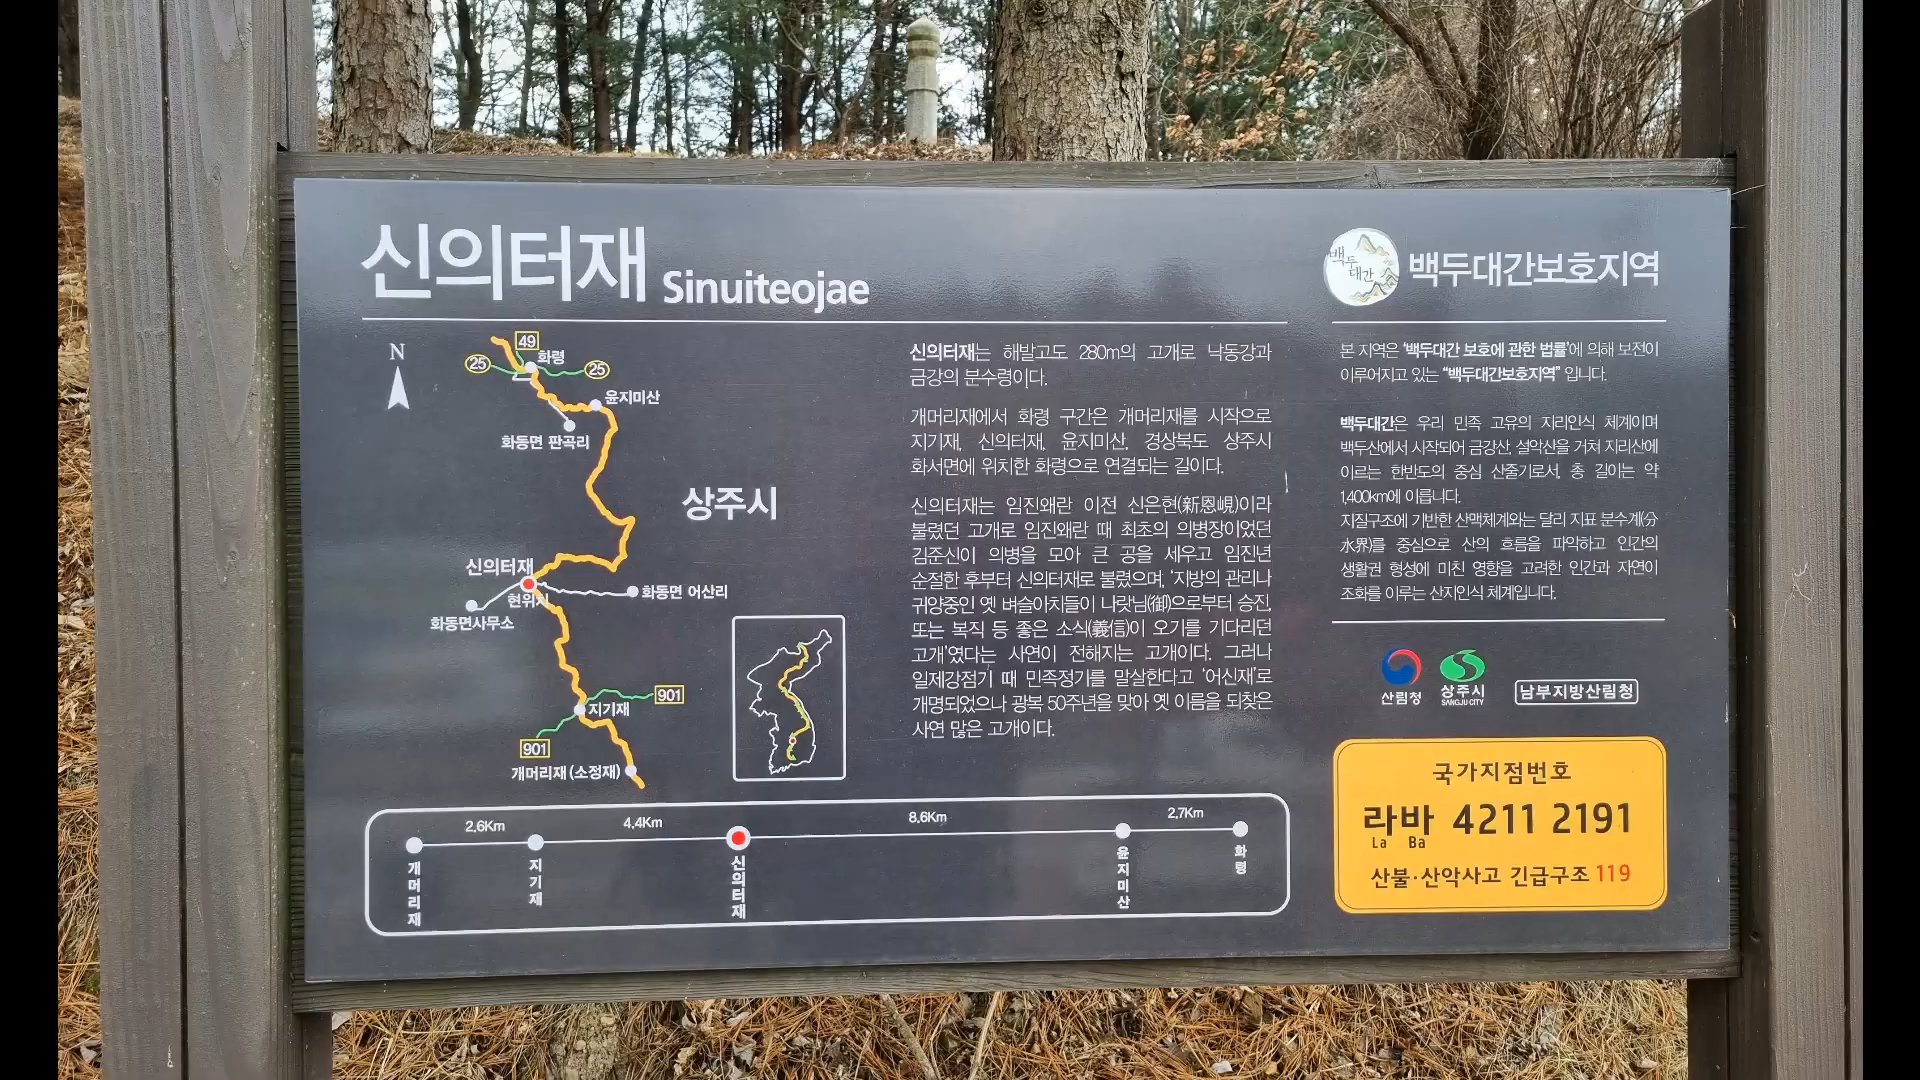 신의터재 Sinuiteojae
N
49
25
화령
25
윤지미산
화동면 판곡리
상주시
신의터재
현위치
화동면 어산리
화동면사무소
901
지기재
901
개머리재(소정재)
신의터재는 해발고도 280m의 고개로 낙동강과
금강의 분수령이다.
개머리재에서 화령 구간은 개머리재를 시작으로
지기재, 신의터재, 윤지미산, 경상북도 상주시
화서면에 위치한 화령으로 연결되는 길이다.
신의터재는 임진왜란 이전 신은현(新恩峴)이라
불렸던 고개로 임진왜란 때 최초의 의병장이었던
김준신이 의병을 모아 큰 공을 세우고 임진년
순절한 후부터 신의터재로 불렸으며, '지방의 관리나
귀양중인 옛 벼슬아치들이 나랏님(御)으로부터 승진,
또는 복직 등 좋은 소식(義信)이 오기를 기다리던
고개'였다는 사연이 전해지는 고개이다. 그러나
일제강점기 때 민족정기를 말살한다고 '어신재'로
개명되었으나 광복 50주년을 맞아 옛 이름을 되찾은
사연 많은 고개이다.
2.6Km
4.4Km
8.6Km
2.7Km
개머리재
지기재
신의터재
윤지미산
화령
백두대간
백두대간보호지역
본 지역은 '백두대간 보호에 관한 법률'에 의해 보전이
이루어지고 있는 "백두대간보호지역" 입니다.
백두대간은 우리 민족 고유의 지리인식 체계이며
백두산에서 시작되어 금강산, 설악산을 거쳐 지리산에
이르는 한반도의 중심 산줄기로서, 총 길이는 약
1,400km에 이릅니다.
지질구조에 기반한 산맥체계와는 달리 지표 분수계(分
水界)를 중심으로 산의 흐름을 파악하고 인간의
생활권 형성에 미친 영향을 고려한 인간과 자연이
조화를 이루는 산지인식 체계입니다.
산림청
상주시
SANGJU CITY
남부지방산림청
국가지점번호
라바 4211 2191
La Ba
산불·산악사고 긴급구조 119